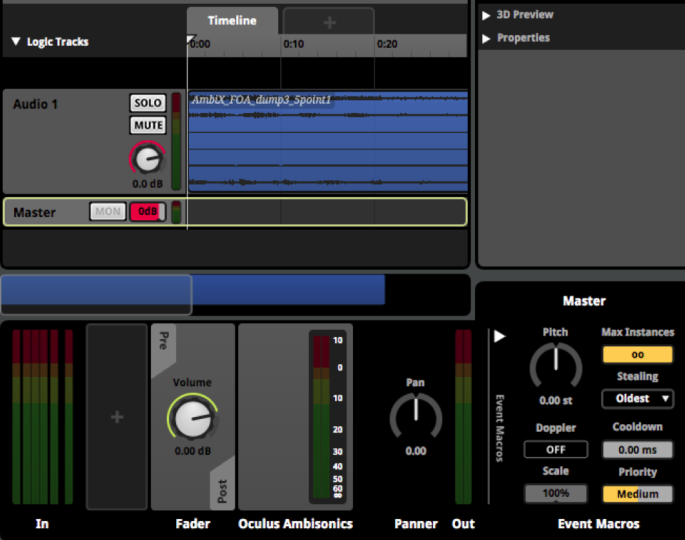 Timeline
+
3D Preview
Logic Tracks
0:00
0:10
0:20
Properties
Audio 1
SOLO
AmbiX_FOA_dump3_5point1
MUTE
0.0 dB
Master
MON
0dB
Master
Pre
10
Pitch
Max Instances
0
oo
Volume
Pan
Stealing
10
0.00 st
Oldest
+
Event Macros
Doppler
Cooldown
20
OFF
0.00 ms
0.00 dB
0.00
30
Scale
Priority
40
50
60
∞
Post
100%
Medium
In
Fader
Oculus Ambisonics
Panner
Out
Event Macros